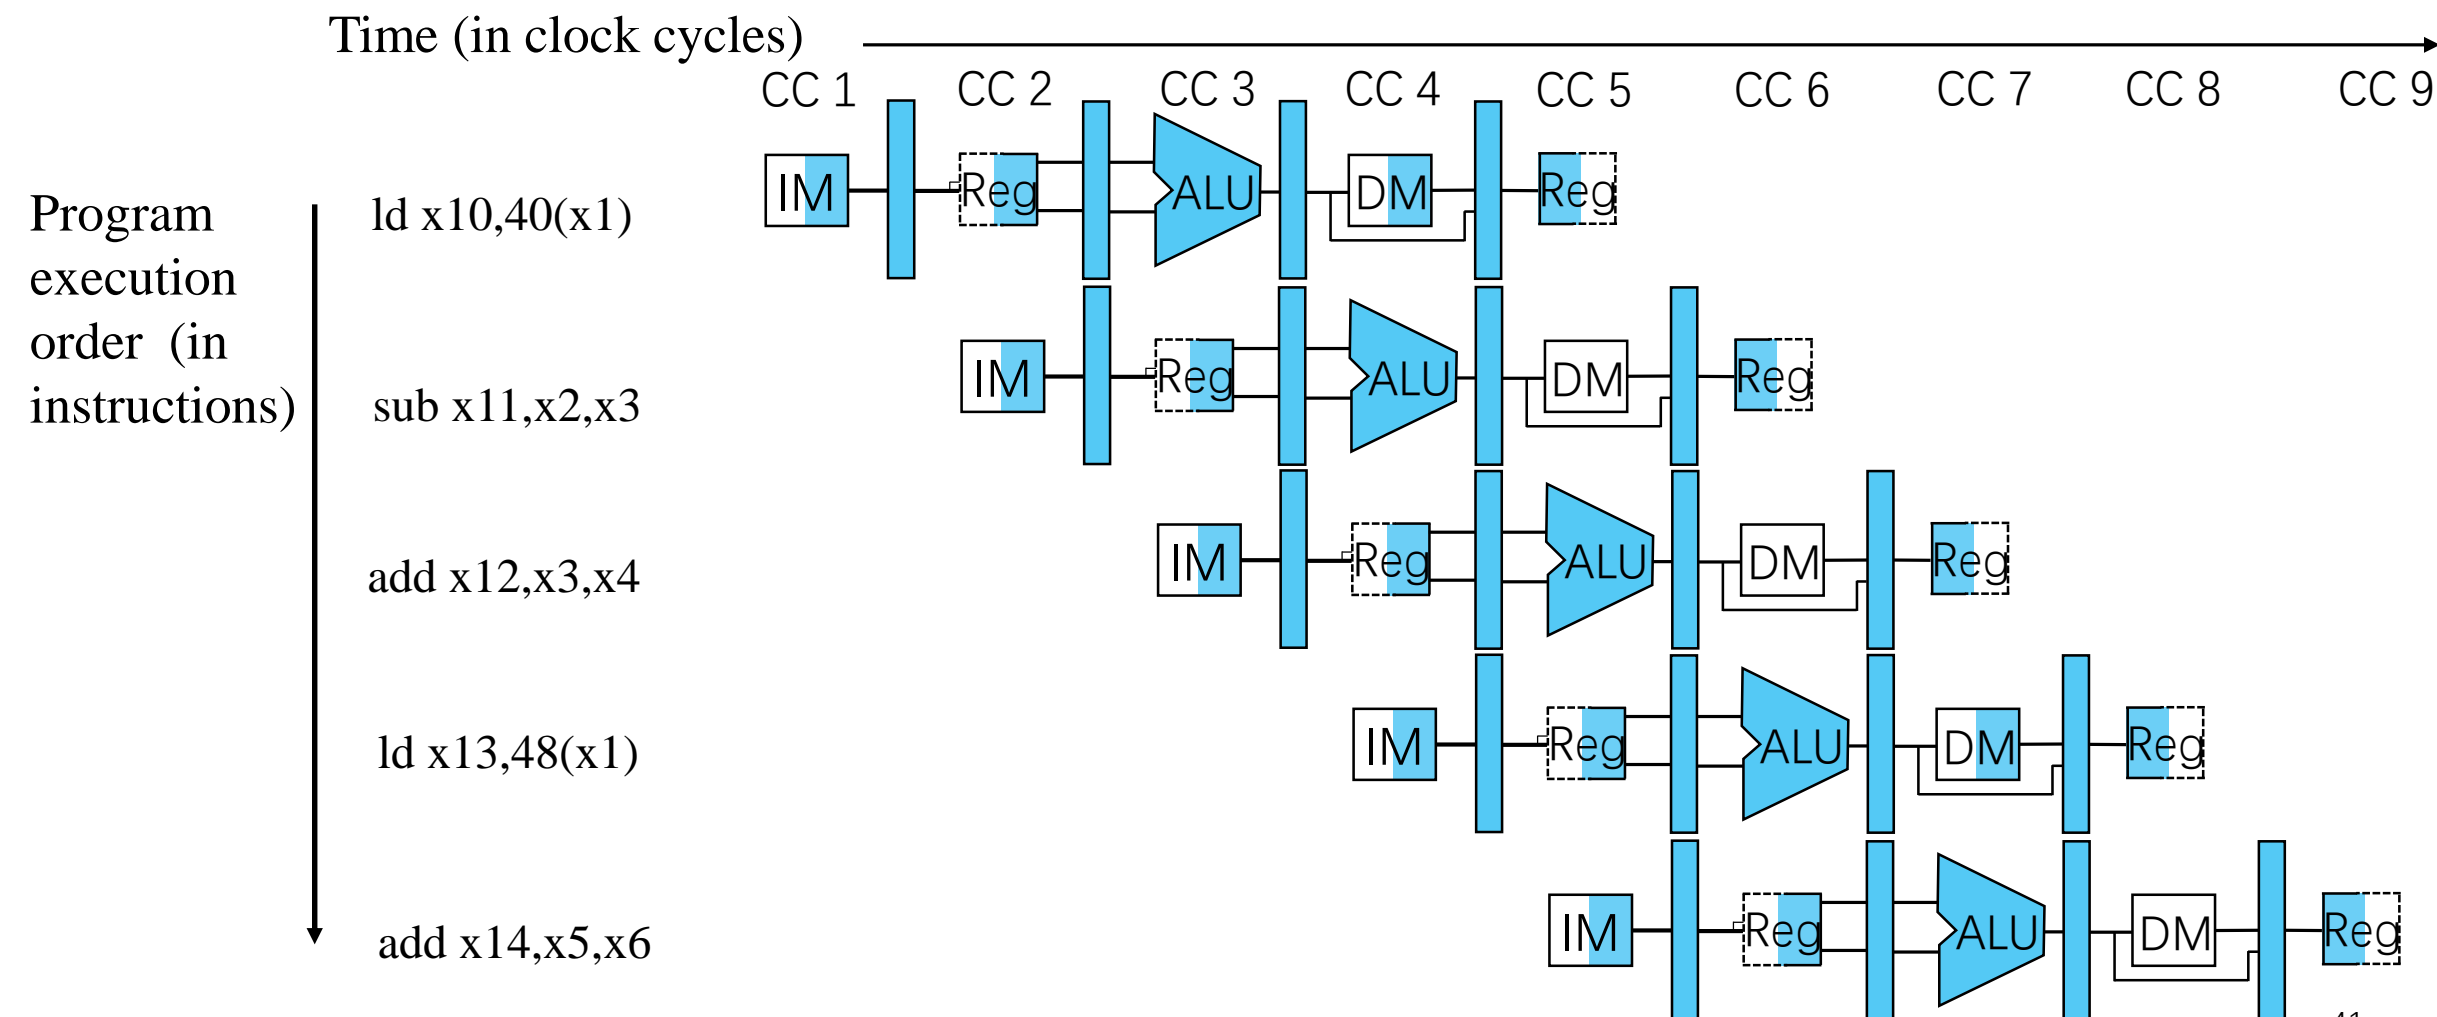 Time (in clock cycles)
CC 1 CC 2 CC 3 CC 4 CC 5 CC 6 CC 7 CC 8 CC 9
Program
execution
order (in
instructions)
ld x10,40(x1)
IM Reg ALU DM Reg
sub x11,x2,x3
IM Reg ALU DM Reg
add x12,x3,x4
IM Reg ALU DM Reg
ld x13,48(x1)
IM Reg ALU DM Reg
add x14,x5,x6
IM Reg ALU DM Reg